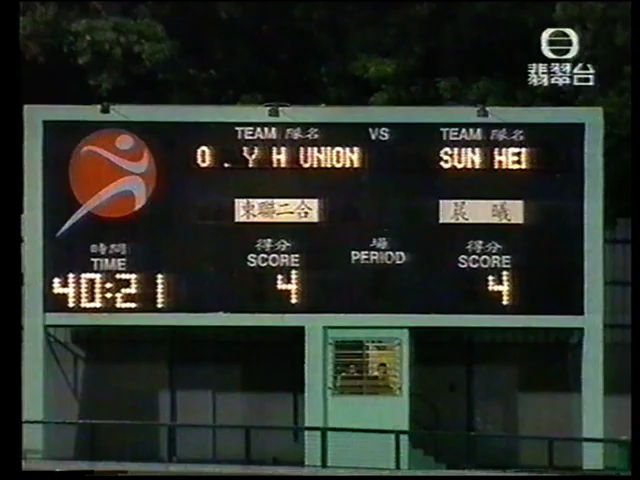 翡翠台
TEAM 隊名 VS TEAM 隊名
O . Y H UNION SUN HEI
東聯二合 晨曦
時間 得分 場 得分
TIME SCORE PERIOD SCORE
40:21 4 4